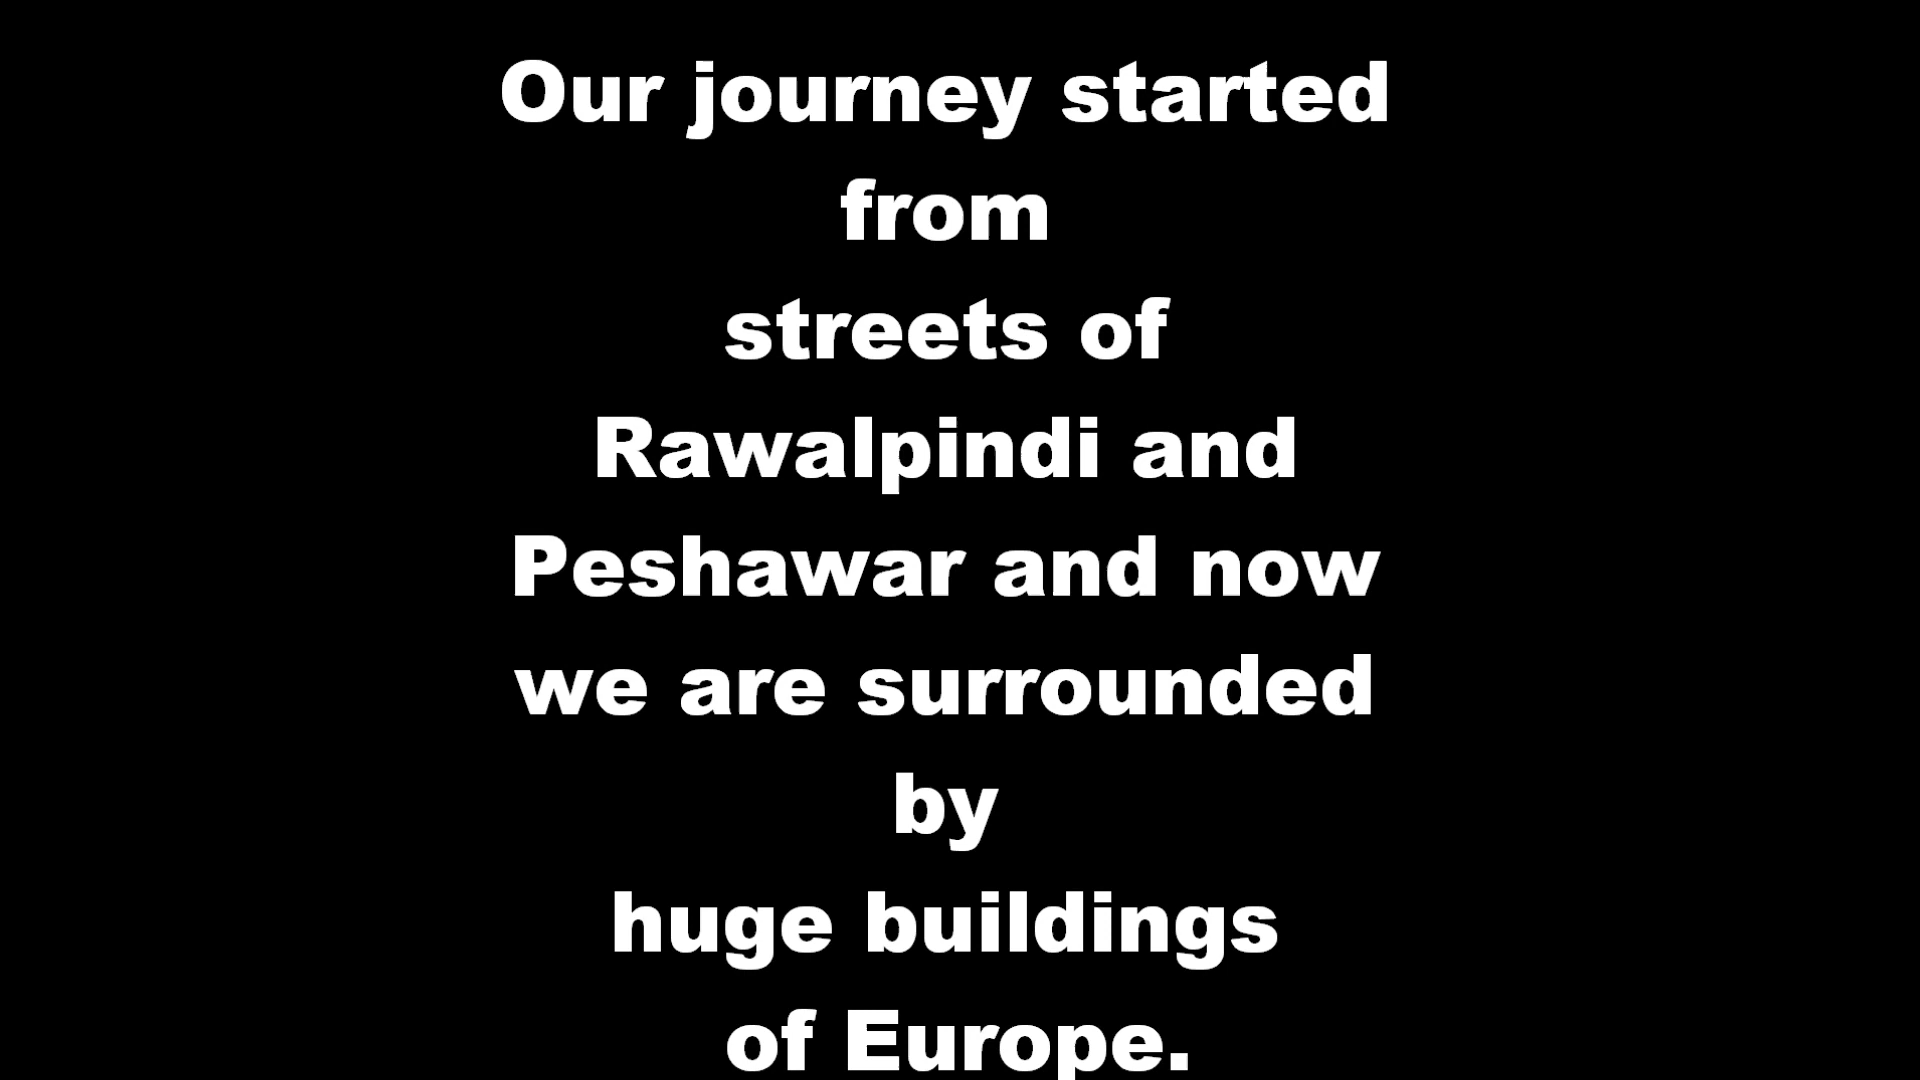 Our journey started
from
streets of
Rawalpindi and
Peshawar and now
we are surrounded
by
huge buildings
of Europe.